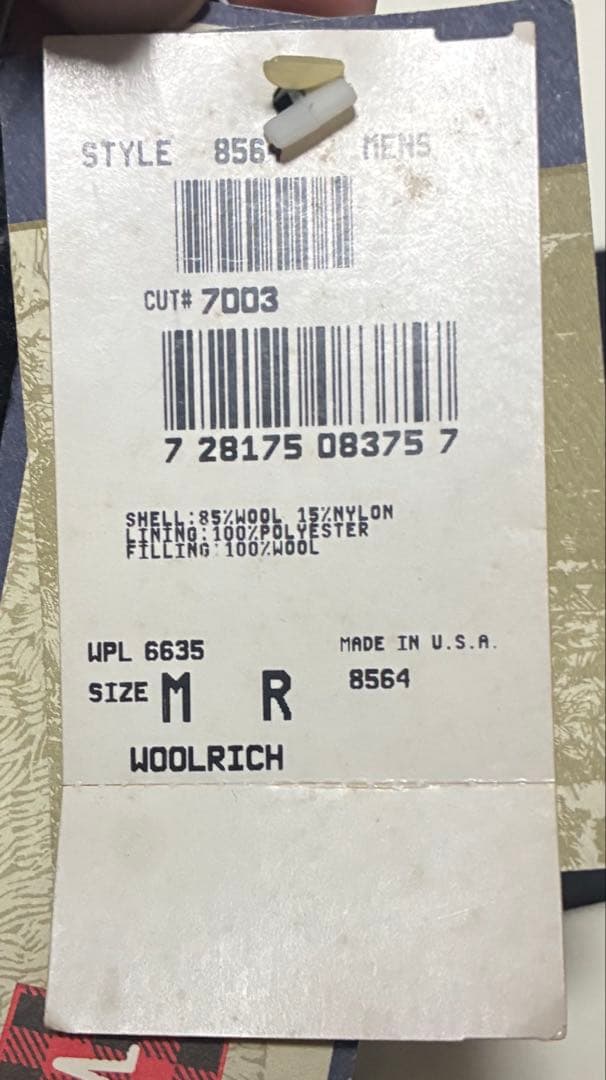 STYLE 856 MENS
CUT# 7003
7 28175 08375 7
SHELL:85%WOOL 15%NYLON
LINING:100%POLYESTER
FILLING:100%WOOL
WPL 6635 MADE IN U.S.A.
SIZE M R 8564
WOOLRICH